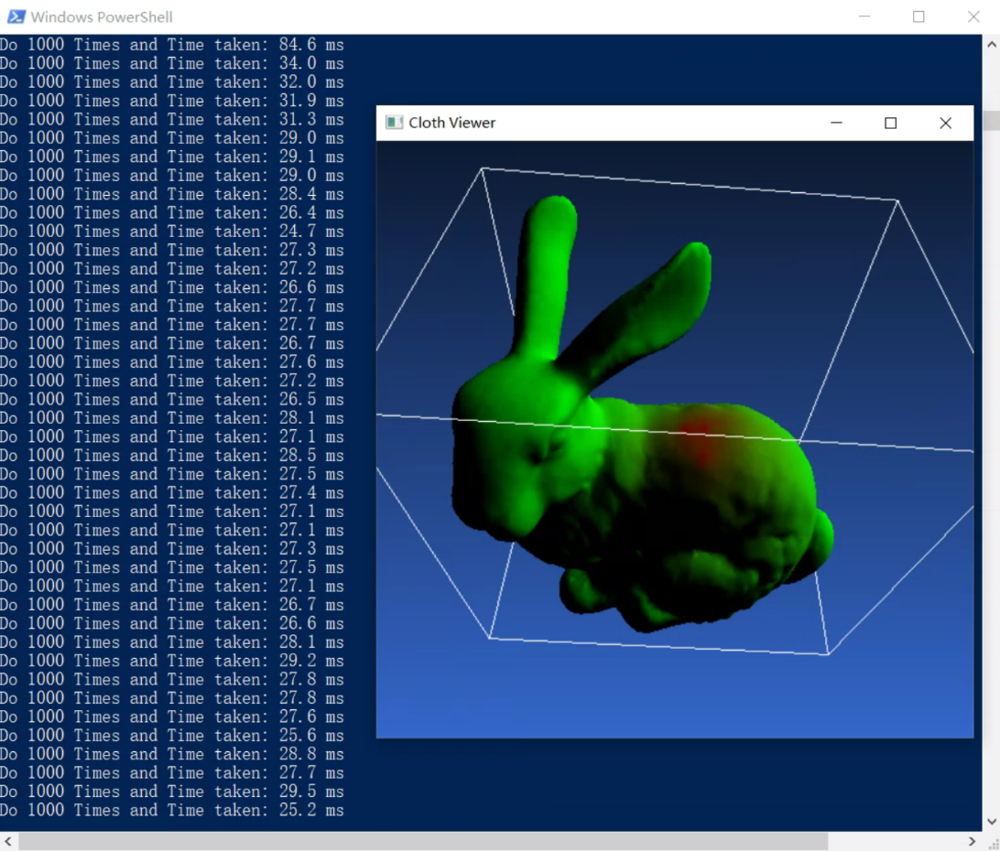 Windows PowerShell
Do 1000 Times and Time taken: 84.6 ms
Do 1000 Times and Time taken: 34.0 ms
Do 1000 Times and Time taken: 32.0 ms
Do 1000 Times and Time taken: 31.9 ms
Do 1000 Times and Time taken: 31.3 ms
Do 1000 Times and Time taken: 29.0 ms
Do 1000 Times and Time taken: 29.1 ms
Do 1000 Times and Time taken: 29.0 ms
Do 1000 Times and Time taken: 28.4 ms
Do 1000 Times and Time taken: 26.4 ms
Do 1000 Times and Time taken: 24.7 ms
Do 1000 Times and Time taken: 27.3 ms
Do 1000 Times and Time taken: 27.2 ms
Do 1000 Times and Time taken: 26.6 ms
Do 1000 Times and Time taken: 27.7 ms
Do 1000 Times and Time taken: 27.7 ms
Do 1000 Times and Time taken: 26.7 ms
Do 1000 Times and Time taken: 27.6 ms
Do 1000 Times and Time taken: 27.2 ms
Do 1000 Times and Time taken: 26.5 ms
Do 1000 Times and Time taken: 28.1 ms
Do 1000 Times and Time taken: 27.1 ms
Do 1000 Times and Time taken: 28.5 ms
Do 1000 Times and Time taken: 27.5 ms
Do 1000 Times and Time taken: 27.4 ms
Do 1000 Times and Time taken: 27.1 ms
Do 1000 Times and Time taken: 27.1 ms
Do 1000 Times and Time taken: 27.3 ms
Do 1000 Times and Time taken: 27.5 ms
Do 1000 Times and Time taken: 27.1 ms
Do 1000 Times and Time taken: 26.7 ms
Do 1000 Times and Time taken: 26.6 ms
Do 1000 Times and Time taken: 28.1 ms
Do 1000 Times and Time taken: 29.2 ms
Do 1000 Times and Time taken: 27.8 ms
Do 1000 Times and Time taken: 27.8 ms
Do 1000 Times and Time taken: 27.6 ms
Do 1000 Times and Time taken: 25.6 ms
Do 1000 Times and Time taken: 28.8 ms
Do 1000 Times and Time taken: 27.7 ms
Do 1000 Times and Time taken: 29.5 ms
Do 1000 Times and Time taken: 25.2 ms
Cloth Viewer